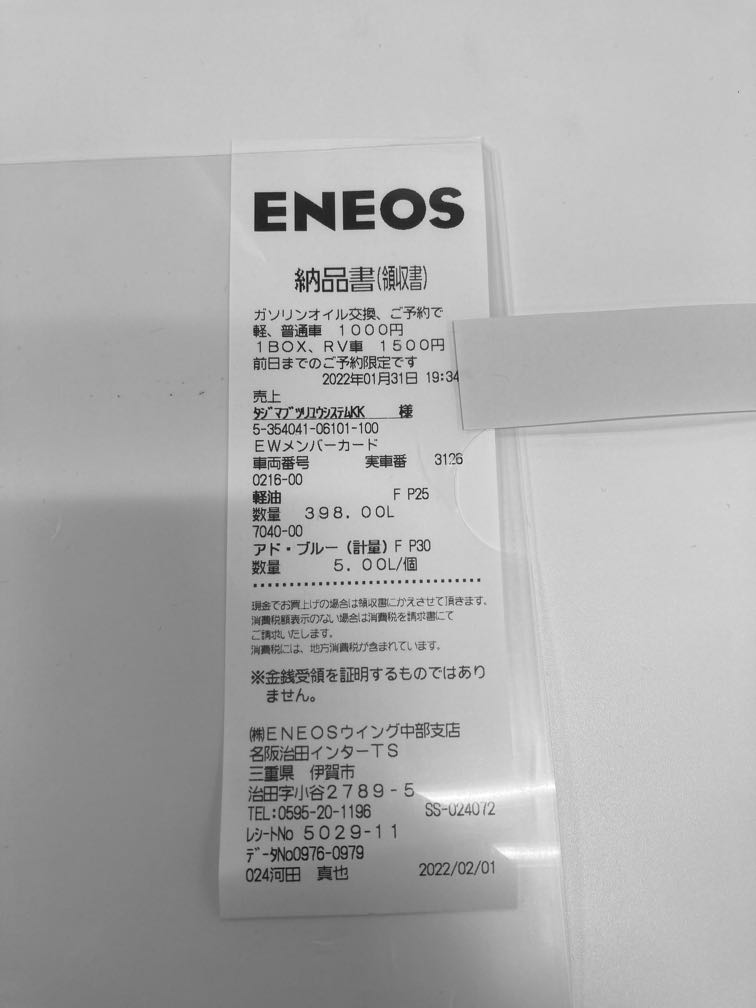 ENEOS
納品書(領収書)
ガソリンオイル交換、ご予約で
軽、普通車 1000円
1BOX、RV車 1500円
前日までのご予約限定です
2022年01月31日 19:34
売上
ﾀｼﾞﾏﾌﾞﾂﾘﾕｳｼｽﾃﾑKK 様
5-354041-06101-100
EWメンバーカード
車両番号 実車番 3126
0216-00
軽油 F P25
数量 398.00L
7040-00
アド・ブルー(計量)F P30
数量 5.00L/個
現金でお買上げの場合は領収書にかえさせて頂きます、
消費税額表示のない場合は消費税を請求書にて
ご請求いたします。
消費税には、地方消費税が含まれています。
※金銭受領を証明するものではあり
ません。
㈱ENEOSウイング中部支店
名阪治田インターTS
三重県 伊賀市
治田字小谷2789-5
TEL:0595-20-1196 SS-024072
ﾚｼｰﾄNo 5029-11
ﾃﾞｰﾀNo0976-0979
024河田 真也 2022/02/01